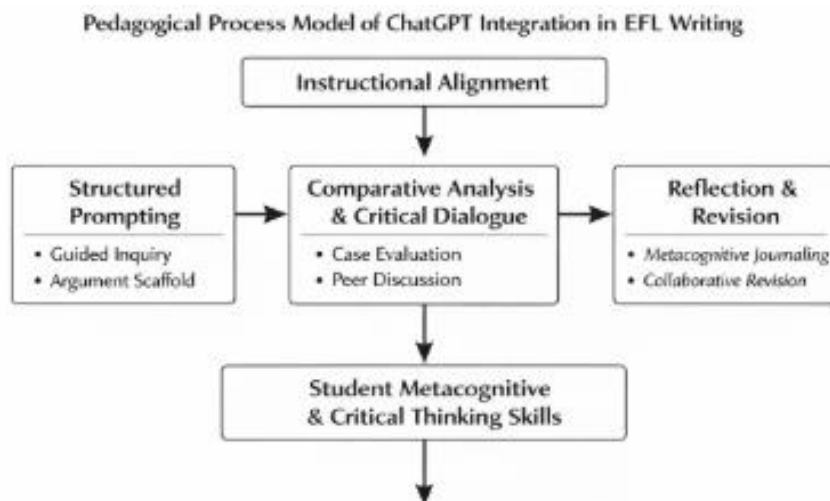 Pedagogical Process Model of ChatGPT Integration in EFL Writing
Instructional Alignment
Structured
Prompting
• Guided Inquiry
• Argument Scaffold
Comparative Analysis
& Critical Dialogue
• Case Evaluation
• Peer Discussion
Reflection &
Revision
• Metacognitive Journaling
• Collaborative Revision
Student Metacognitive
& Critical Thinking Skills